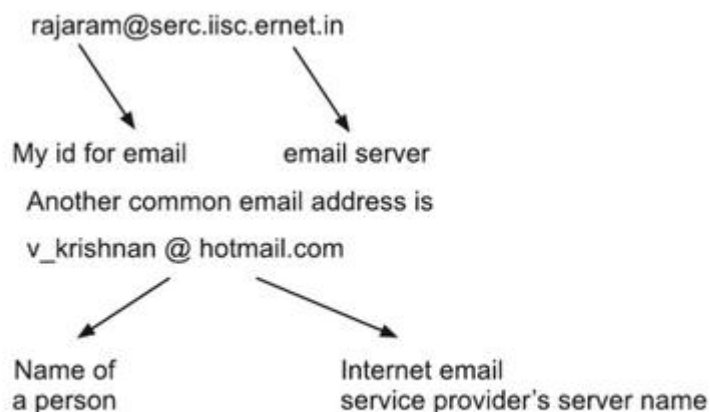 rajaram@serc.iisc.ernet.in
My id for email email server
Another common email address is
v_krishnan @ hotmail.com
Name of
a person
Internet email
service provider's server name